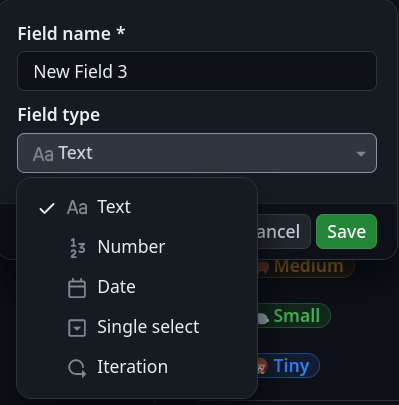 Field name *
New Field 3
Field type
Aa Text
Aa Text
Number
Date
Single select
Iteration
ancel
Save
Medium
Small
Tiny